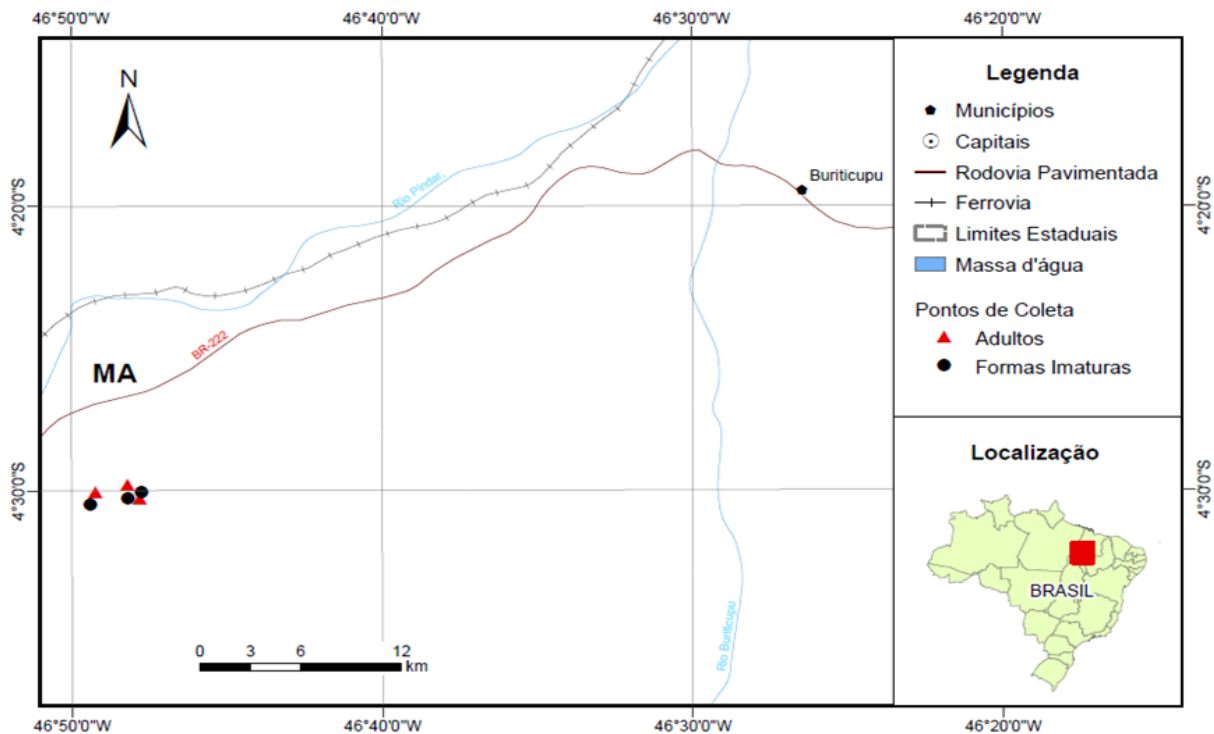 46°50'0"W 46°40'0"W 46°30'0"W 46°20'0"W
N
4°20'0"S
4°30'0"S
MA
Rio Pindar,
BR-222
Buriticupu
Rio Buriticupu
0 3 6 12
km
Legenda
Municípios
Capitais
Rodovia Pavimentada
Ferrovia
Limites Estaduais
Massa d'água
Pontos de Coleta
Adultos
Formas Imaturas
4°20'0"S
Localização
4°30'0"S
BRASIL
46°50'0"W 46°40'0"W 46°30'0"W 46°20'0"W